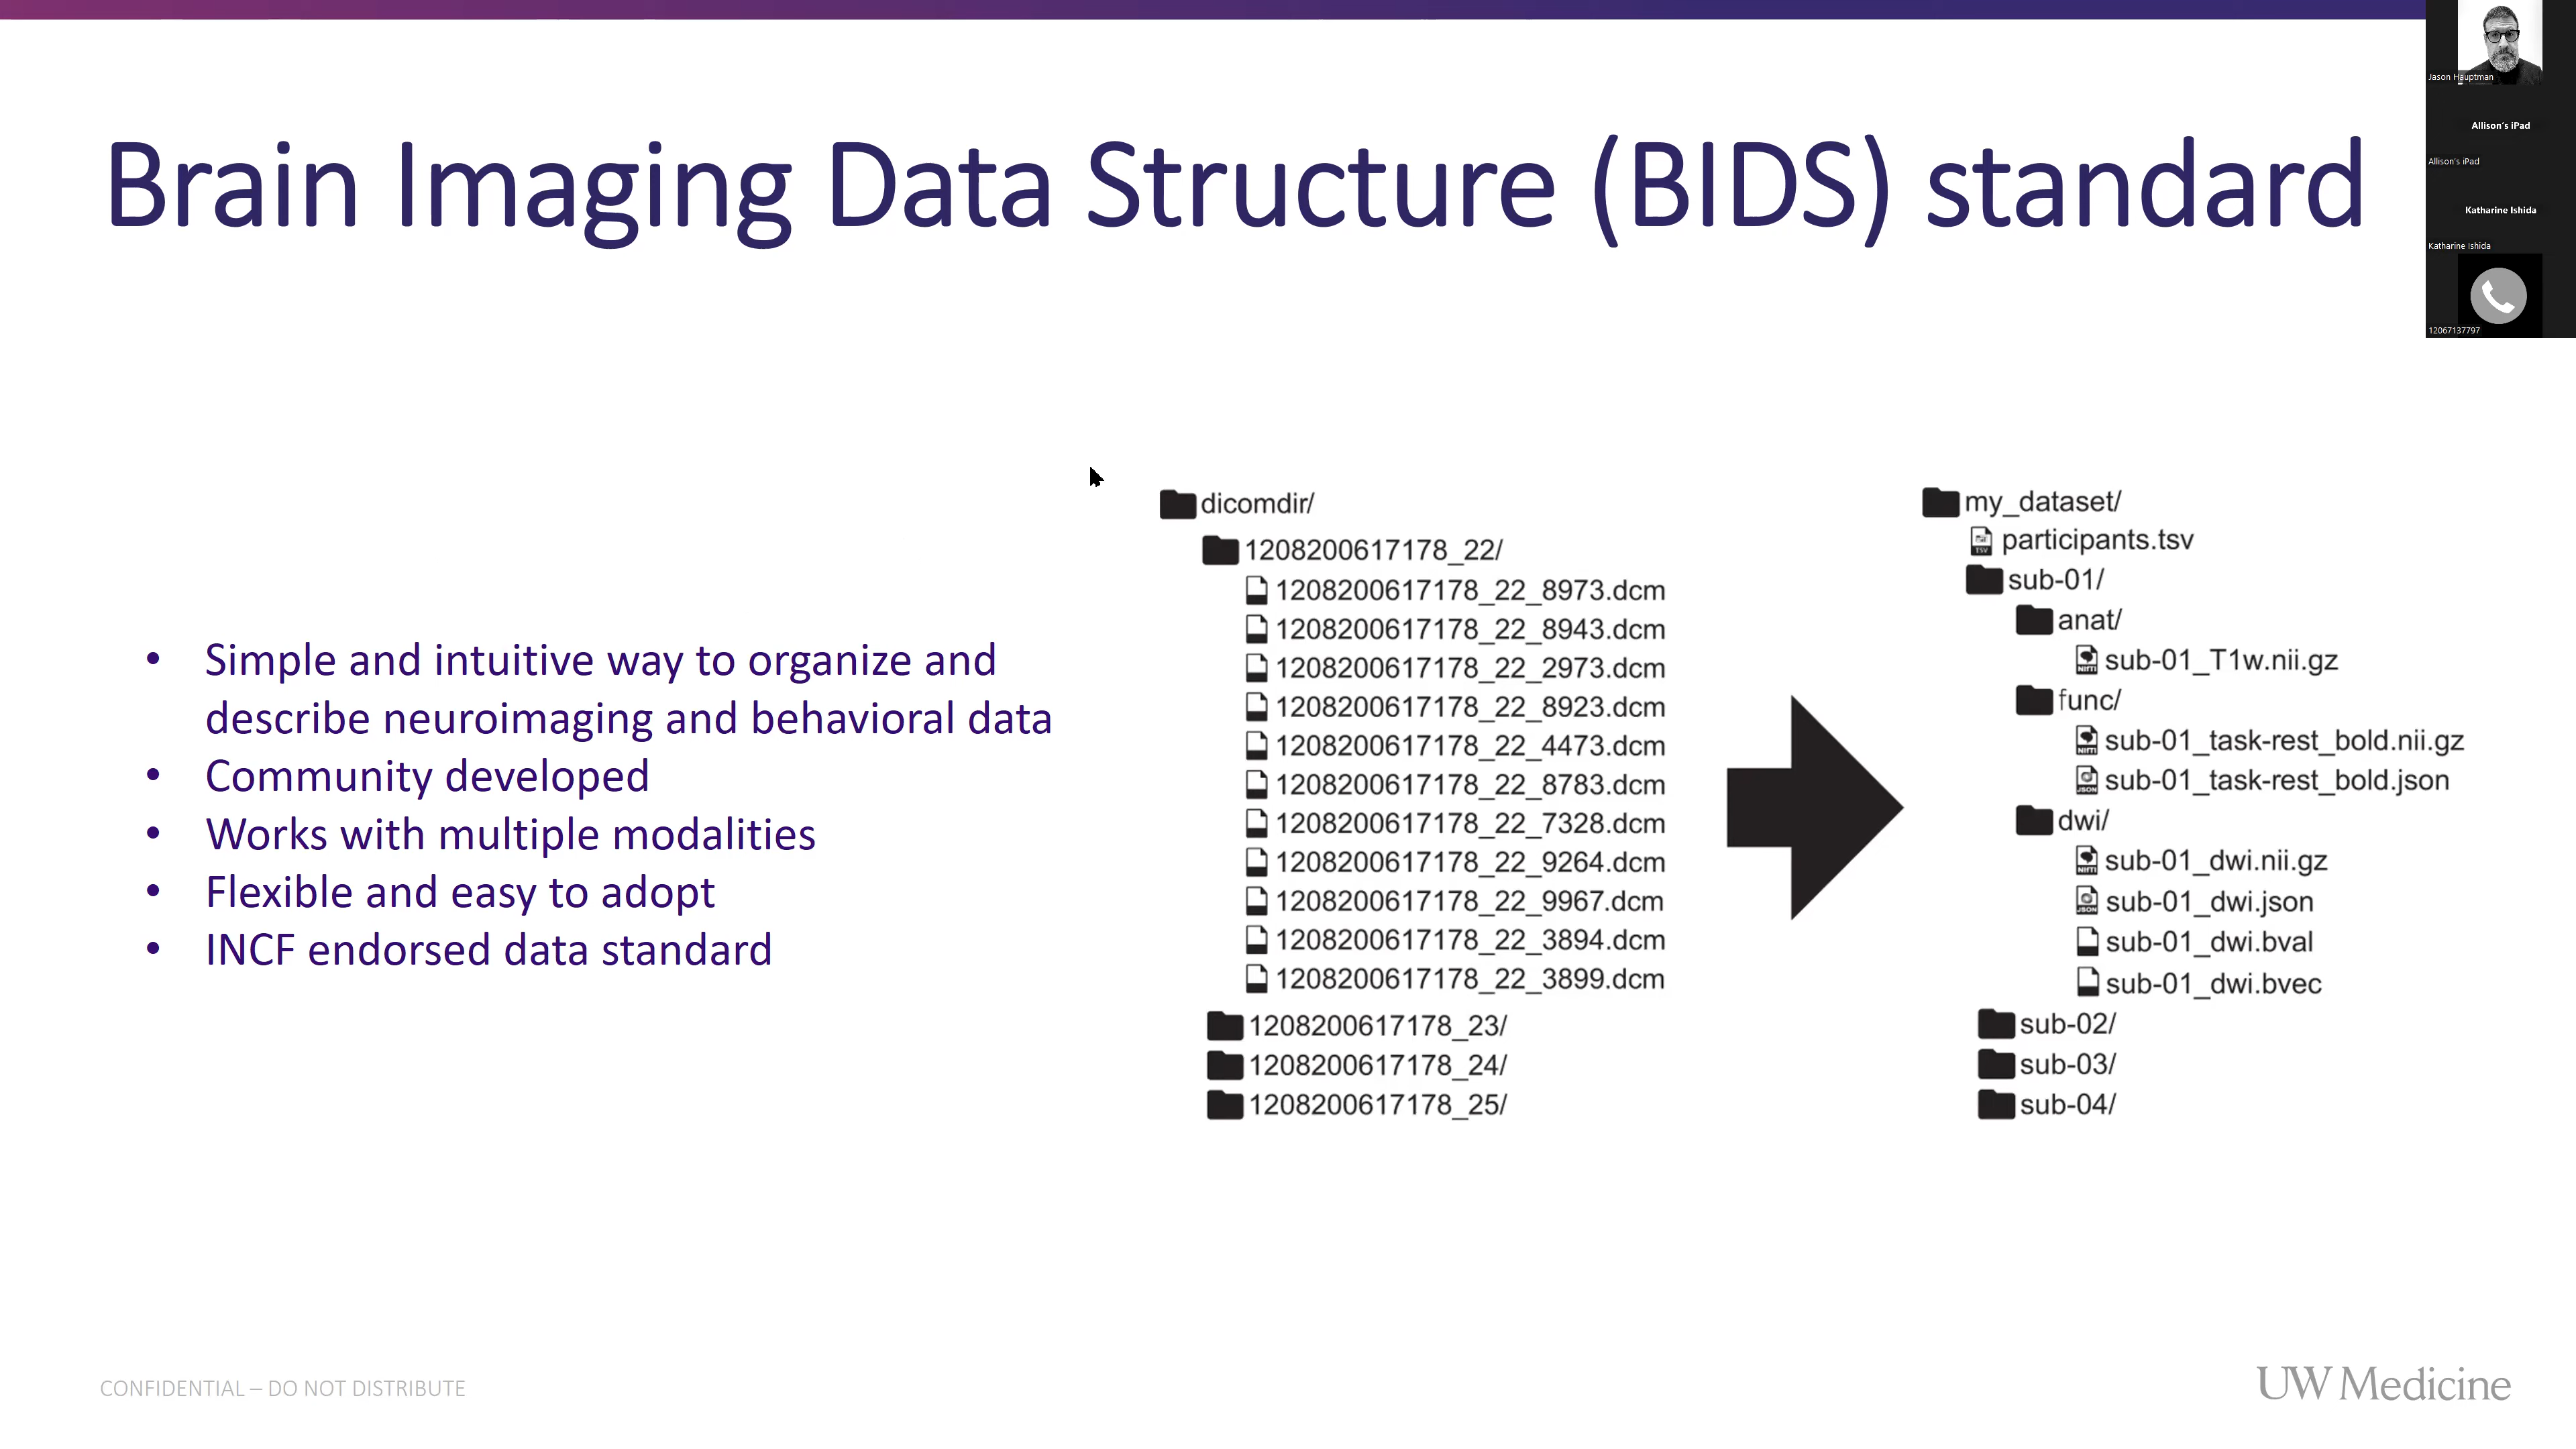 Brain Imaging Data Structure (BIDS) standard
Jason Hauptman
Allison's iPad
Allison's iPad
Katharine Ishida
Katharine Ishida
12067137797
• Simple and intuitive way to organize and
describe neuroimaging and behavioral data
• Community developed
• Works with multiple modalities
• Flexible and easy to adopt
• INCF endorsed data standard
dicomdir/
1208200617178_22/
1208200617178_22_8973.dcm
1208200617178_22_8943.dcm
1208200617178_22_2973.dcm
1208200617178_22_8923.dcm
1208200617178_22_4473.dcm
1208200617178_22_8783.dcm
1208200617178_22_7328.dcm
1208200617178_22_9264.dcm
1208200617178_22_9967.dcm
1208200617178_22_3894.dcm
1208200617178_22_3899.dcm
1208200617178_23/
1208200617178_24/
1208200617178_25/
my_dataset/
TSV participants.tsv
sub-01/
anat/
NIfTI sub-01_T1w.nii.gz
func/
NIfTI sub-01_task-rest_bold.nii.gz
JSON sub-01_task-rest_bold.json
dwi/
NIfTI sub-01_dwi.nii.gz
JSON sub-01_dwi.json
sub-01_dwi.bval
sub-01_dwi.bvec
sub-02/
sub-03/
sub-04/
CONFIDENTIAL – DO NOT DISTRIBUTE
UW Medicine